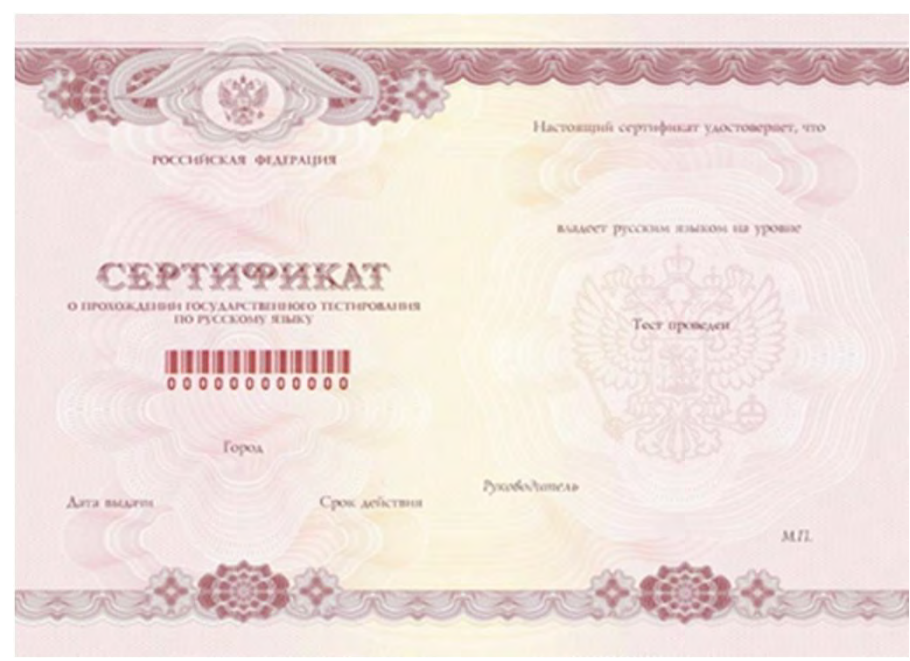 РОССИЙСКАЯ ФЕДЕРАЦИЯ
СЕРТИФИКАТ
О ПРОХОЖДЕНИИ ГОСУДАРСТВЕННОГО ТЕСТИРОВАНИЯ
ПО РУССКОМУ ЯЗЫКУ
000000000000
Город
Дата выдачи
Срок действия
Настоящий сертификат удостоверяет, что
владеет русским языком на уровне
Тест проведен
Руководитель
М.П.